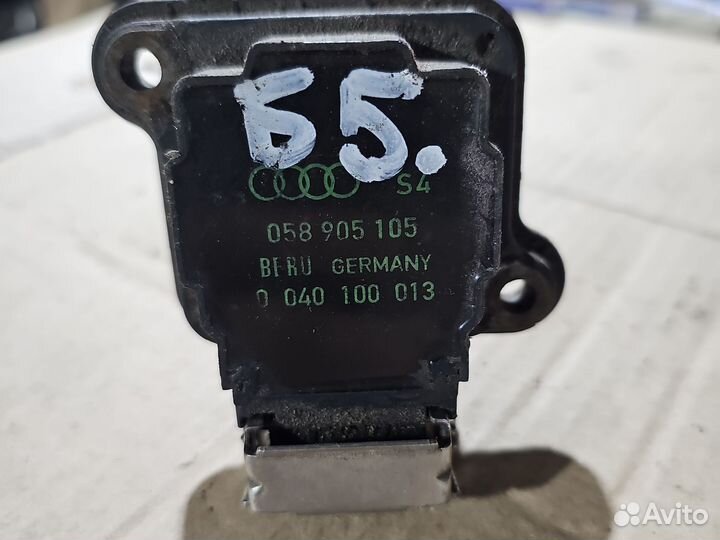 Б5.
S4
058 905 105
BERU GERMANY
0 040 100 013
Avito